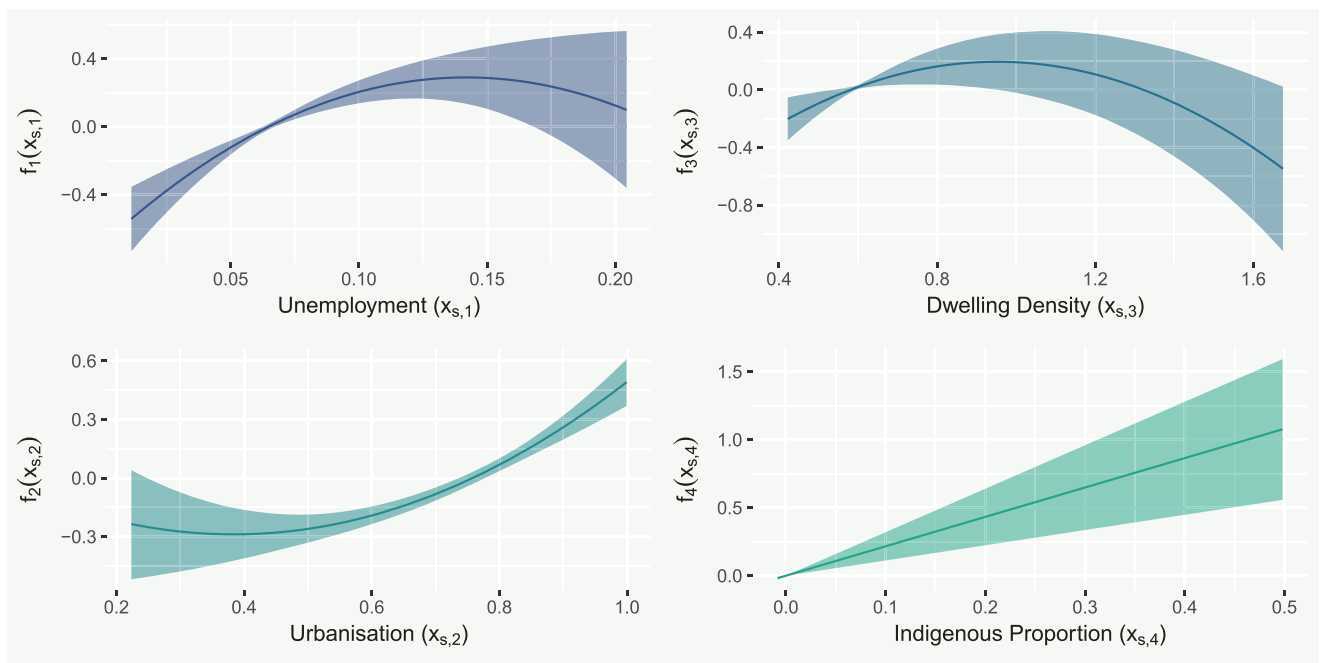 f1(xs,1)
0.4
0.0
−0.4
0.05 0.10 0.15 0.20
Unemployment (xs,1)
f3(xs,3)
0.4
0.0
−0.4
−0.8
0.4 0.8 1.2 1.6
Dwelling Density (xs,3)
f2(xs,2)
0.6
0.3
0.0
−0.3
0.2 0.4 0.6 0.8 1.0
Urbanisation (xs,2)
f4(xs,4)
1.5
1.0
0.5
0.0
0.0 0.1 0.2 0.3 0.4 0.5
Indigenous Proportion (xs,4)